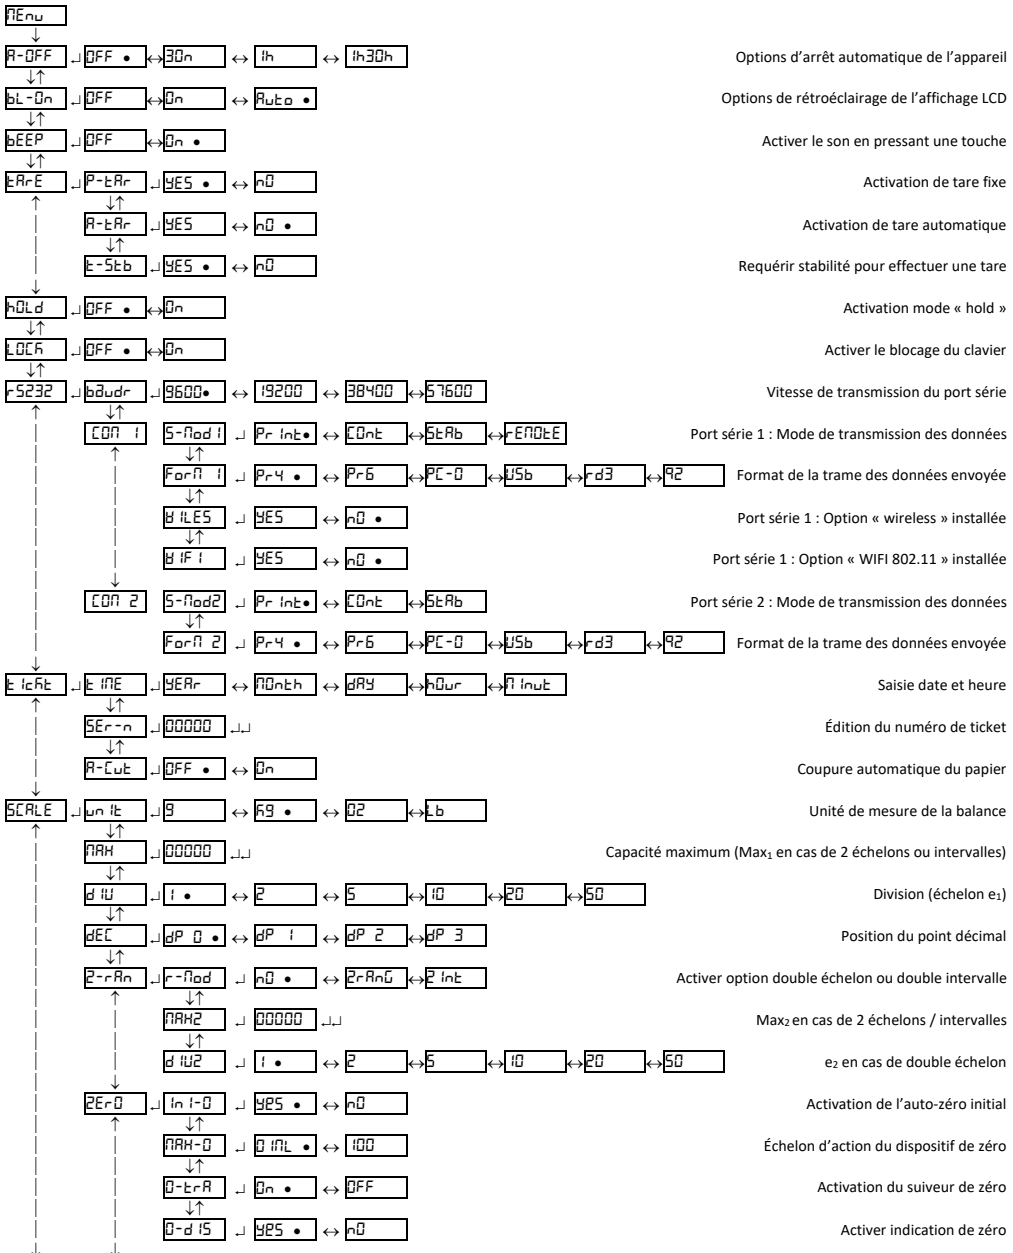 MEnu
↓
A-OFF ↲ OFF • ↔ 30n ↔ 1h ↔ 1h30h Options d'arrêt automatique de l'appareil
↓↑
bL-On ↲ OFF ↔ On ↔ Auto • Options de rétroéclairage de l'affichage LCD
↓↑
bEEP ↲ OFF ↔ On • Activer le son en pressant une touche
↓↑
tArE ↲ P-tAr ↲ YES • ↔ nO Activation de tare fixe
↑ ↓↑
A-tAr ↲ YES ↔ nO • Activation de tare automatique
↓↑
t-Stb ↲ YES • ↔ nO Requérir stabilité pour effectuer une tare
↓
hOLd ↲ OFF • ↔ On Activation mode « hold »
↓↑
LOCK ↲ OFF • ↔ On Activer le blocage du clavier
↓↑
rS232 ↲ baudr ↲ 9600• ↔ 19200 ↔ 38400 ↔ 57600 Vitesse de transmission du port série
↑ ↓↑
COM 1 S-Mod1 ↲ Print• ↔ COnt ↔ StAb ↔ rEMOtE Port série 1 : Mode de transmission des données
↑ ↓↑
ForM 1 ↲ Pr4 • ↔ Pr6 ↔ PC-0 ↔ USb ↔ rd3 ↔ 92 Format de la trame des données envoyée
↓↑
WILES ↲ YES ↔ nO • Port série 1 : Option « wireless » installée
↓↑
WIFI ↲ YES ↔ nO • Port série 1 : Option « WIFI 802.11 » installée
↓
COM 2 S-Mod2 ↲ Print• ↔ COnt ↔ StAb Port série 2 : Mode de transmission des données
↓↑
ForM 2 ↲ Pr4 • ↔ Pr6 ↔ PC-0 ↔ USb ↔ rd3 ↔ 92 Format de la trame des données envoyée
↓
tIcKt ↲ tIME ↲ YEAr ↔ MOnth ↔ dAY ↔ hOur ↔ MInut Saisie date et heure
↑ ↓↑
SEr-n ↲ 00000 ↲↲ Édition du numéro de ticket
↓↑
A-Cut ↲ OFF • ↔ On Coupure automatique du papier
↓
SCALE ↲ unIt ↲ g ↔ Kg • ↔ OZ ↔ Lb Unité de mesure de la balance
↑ ↓↑
MAX ↲ 00000 ↲↲ Capacité maximum (Max₁ en cas de 2 échelons ou intervalles)
↓↑
dIU ↲ 1 • ↔ 2 ↔ 5 ↔ 10 ↔ 20 ↔ 50 Division (échelon e₁)
↓↑
dEC ↲ dP 0 • ↔ dP 1 ↔ dP 2 ↔ dP 3 Position du point décimal
↓↑
2-rAn ↲ r-Mod ↲ nO • ↔ 2rAnG ↔ 2Int Activer option double échelon ou double intervalle
↑ ↓↑
MAX2 ↲ 00000 ↲↲ Max₂ en cas de 2 échelons / intervalles
↓↑
dIU2 ↲ 1 • ↔ 2 ↔ 5 ↔ 10 ↔ 20 ↔ 50 e₂ en cas de double échelon
↓
ZErO ↲ InI-0 ↲ YES • ↔ nO Activation de l'auto-zéro initial
↑ ↓↑
MAX-0 ↲ OIML • ↔ 100 Échelon d'action du dispositif de zéro
↓↑
0-trA ↲ On • ↔ OFF Activation du suiveur de zéro
↓↑
0-dIS ↲ YES • ↔ nO Activer indication de zéro
↓ ↓